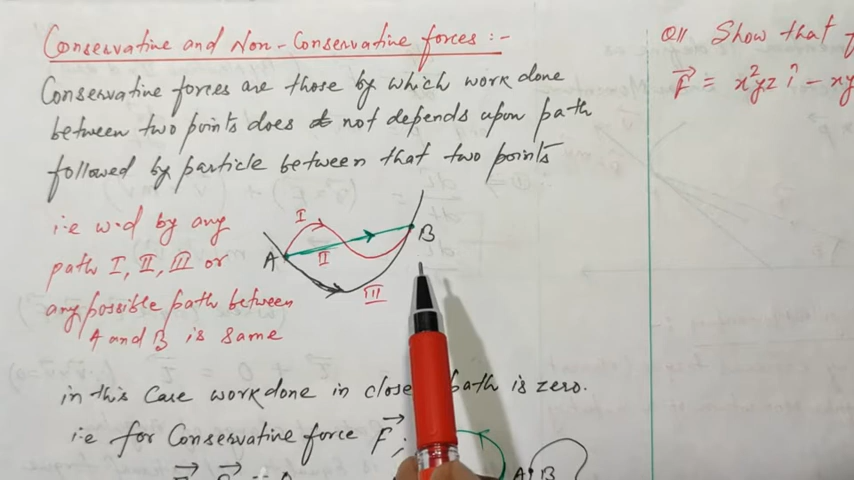 Conservative and Non-Conservative forces :-
Conservative forces are those by which work done
between two points does not depends upon path
followed by particle between that two points
i.e w.d by any
path I, II, III or
any possible path between
A and B is same
I
II
III
A
B
in this case work done in close path is zero.
i.e for Conservative force F⃗,
A B
Q11 Show that
F⃗ = x²yz î - xy